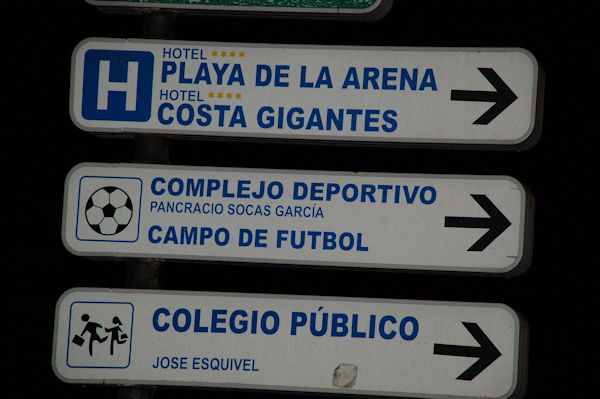 H
HOTEL ****
PLAYA DE LA ARENA
HOTEL ****
COSTA GIGANTES
COMPLEJO DEPORTIVO
PANCRACIO SOCAS GARCÍA
CAMPO DE FUTBOL
COLEGIO PÚBLICO
JOSE ESQUIVEL